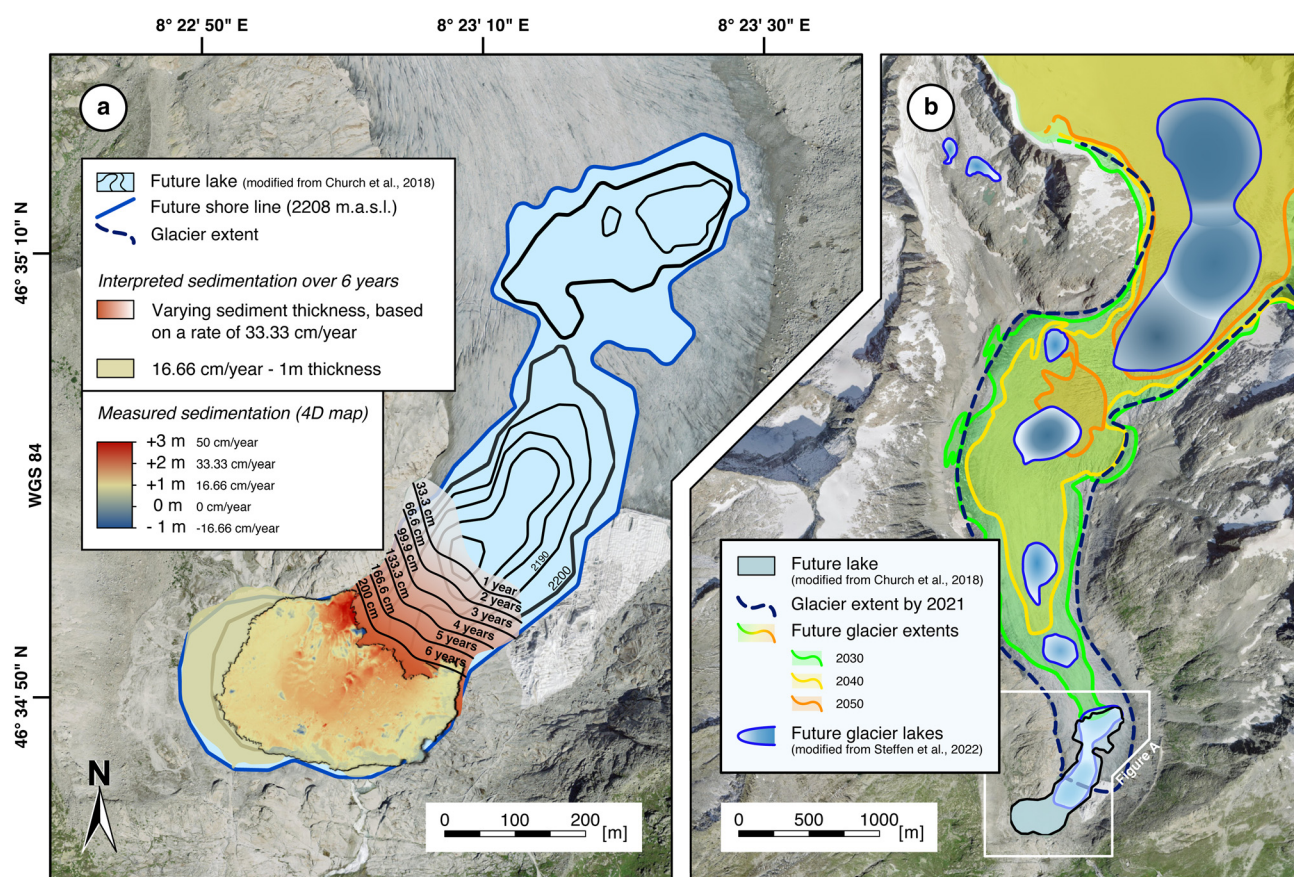 8° 22' 50" E
8° 23' 10" E
8° 23' 30" E
46° 35' 10" N
WGS 84
46° 34' 50" N
a
Future lake (modified from Church et al., 2018)
Future shore line (2208 m.a.s.l.)
Glacier extent
Interpreted sedimentation over 6 years
Varying sediment thickness, based
on a rate of 33.33 cm/year
16.66 cm/year - 1m thickness
Measured sedimentation (4D map)
+3 m 50 cm/year
+2 m 33.33 cm/year
+1 m 16.66 cm/year
0 m 0 cm/year
- 1 m -16.66 cm/year
33.3 cm
66.6 cm
99.9 cm
133.3 cm
166.6 cm
200 cm
1 year
2 years
3 years
4 years
5 years
6 years
2190
2200
N
0 100 200 [m]
b
Future lake
(modified from Church et al., 2018)
Glacier extent by 2021
Future glacier extents
2030
2040
2050
Future glacier lakes
(modified from Steffen et al., 2022)
Figure A
0 500 1000 [m]